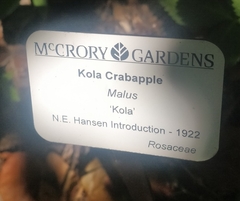 McCRORY GARDENS
Kola Crabapple
Malus
'Kola'
N.E. Hansen Introduction - 1922
Rosaceae